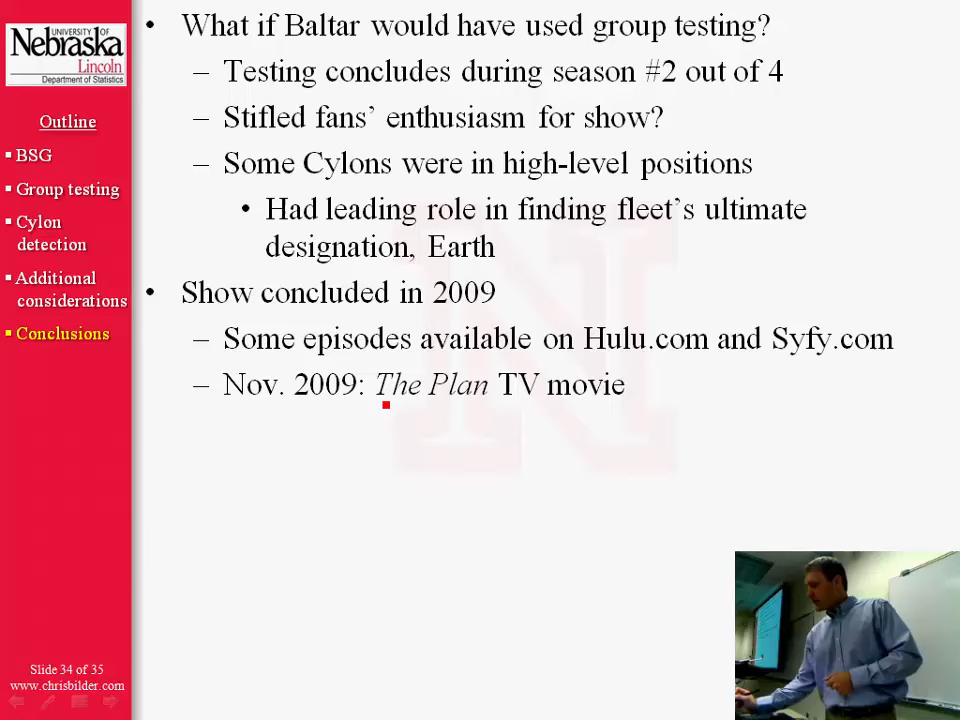 UNIVERSITY OF
Nebraska
Lincoln
Department of Statistics
Outline
▪ BSG
▪ Group testing
▪ Cylon
detection
▪ Additional
considerations
▪ Conclusions
Slide 34 of 35
www.chrisbilder.com
• What if Baltar would have used group testing?
– Testing concludes during season #2 out of 4
– Stifled fans’ enthusiasm for show?
– Some Cylons were in high-level positions
• Had leading role in finding fleet’s ultimate
designation, Earth
• Show concluded in 2009
– Some episodes available on Hulu.com and Syfy.com
– Nov. 2009: The Plan TV movie
N